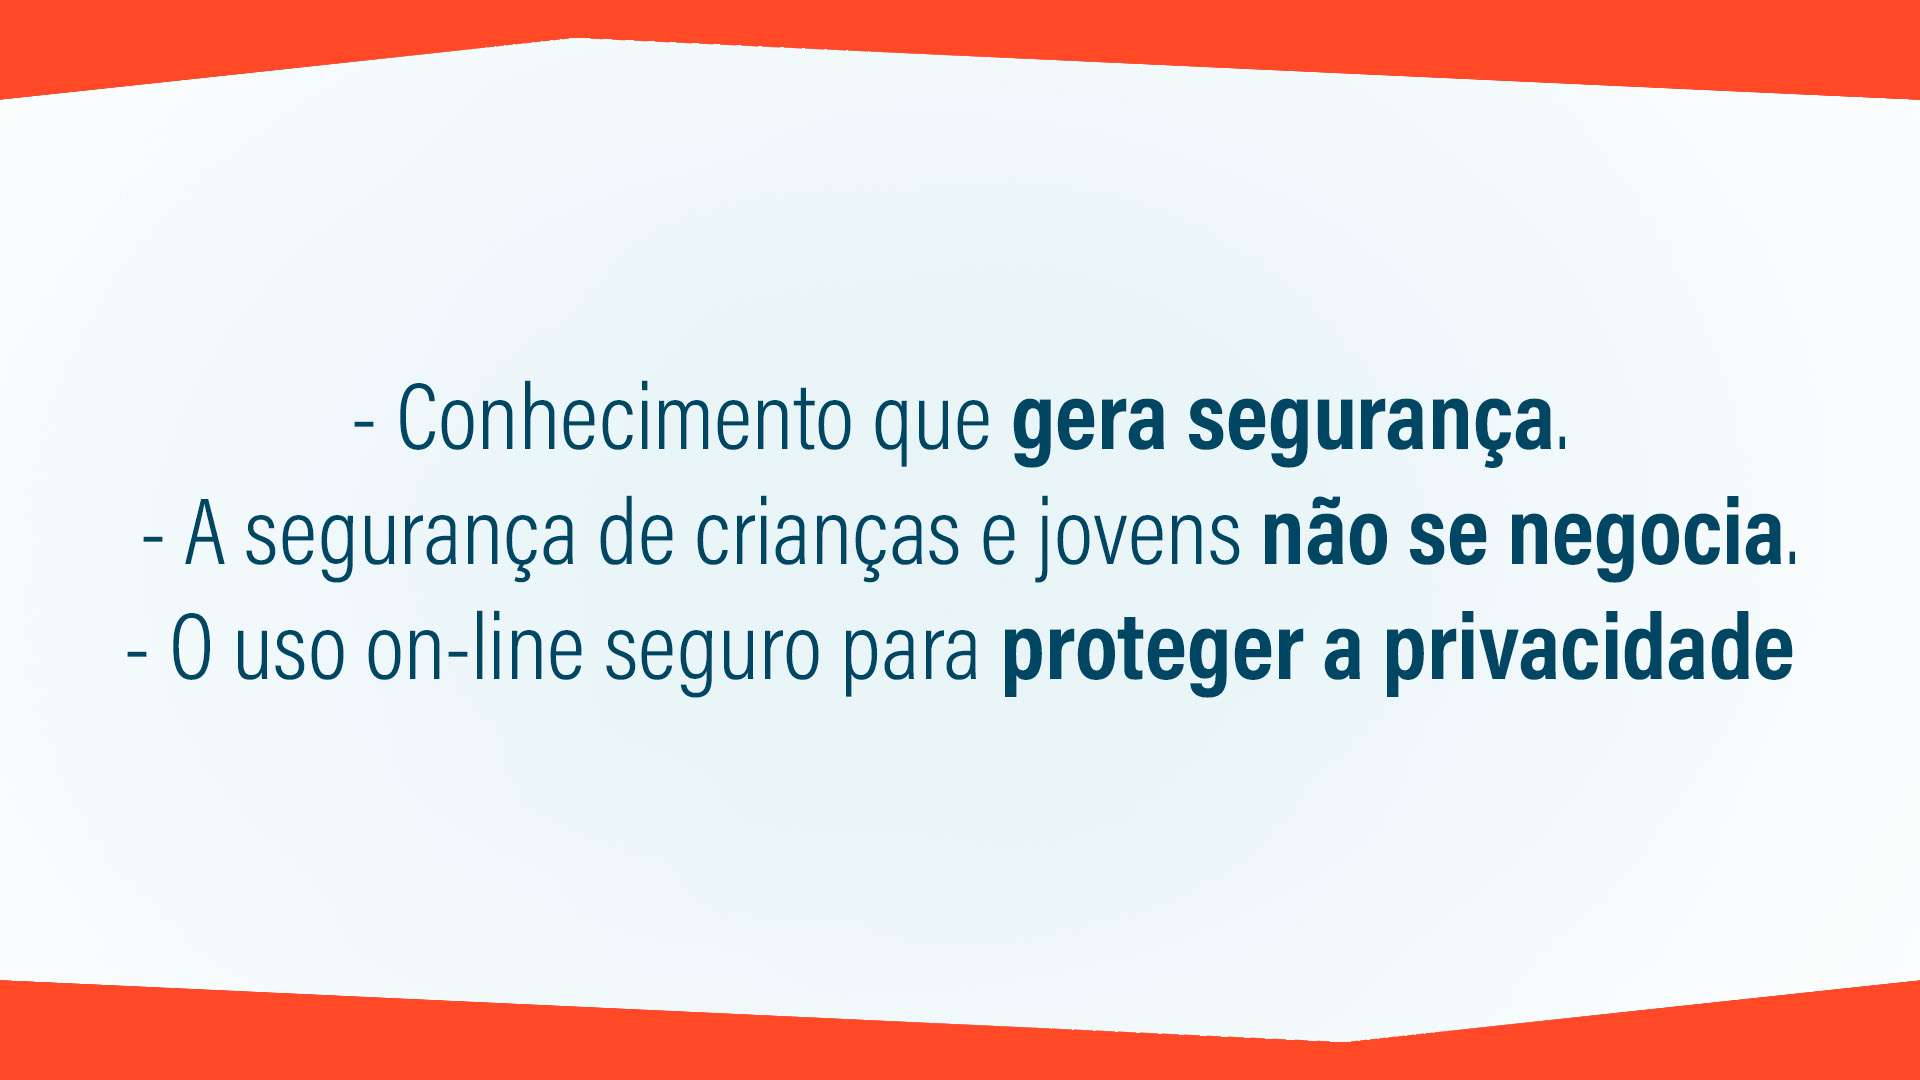 - Conhecimento que gera segurança.
- A segurança de crianças e jovens não se negocia.
- O uso on-line seguro para proteger a privacidade